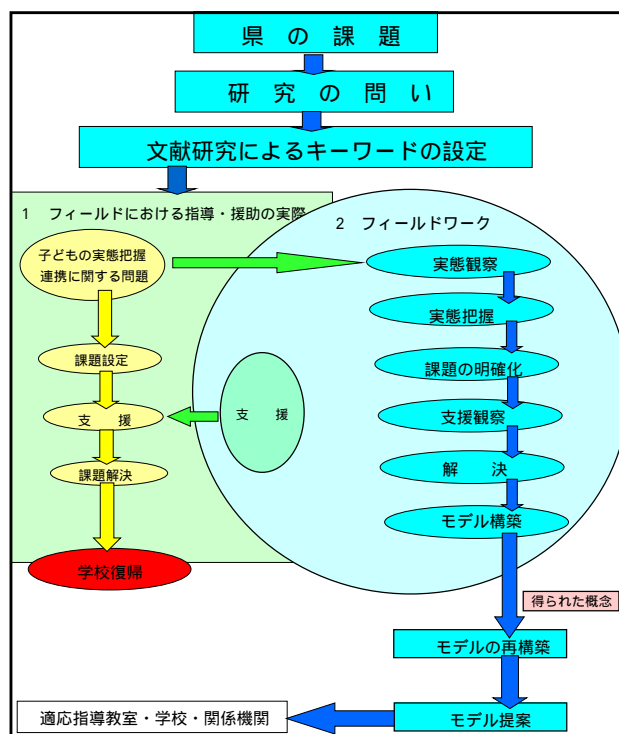 県の課題
研究の問い
文献研究によるキーワードの設定
1 フィールドにおける指導・援助の実際
子どもの実態把握
連携に関する問題
課題設定
支 援
課題解決
学校復帰
2 フィールドワーク
支 援
実態観察
実態把握
課題の明確化
支援観察
解 決
モデル構築
得られた概念
モデルの再構築
モデル提案
適応指導教室・学校・関係機関